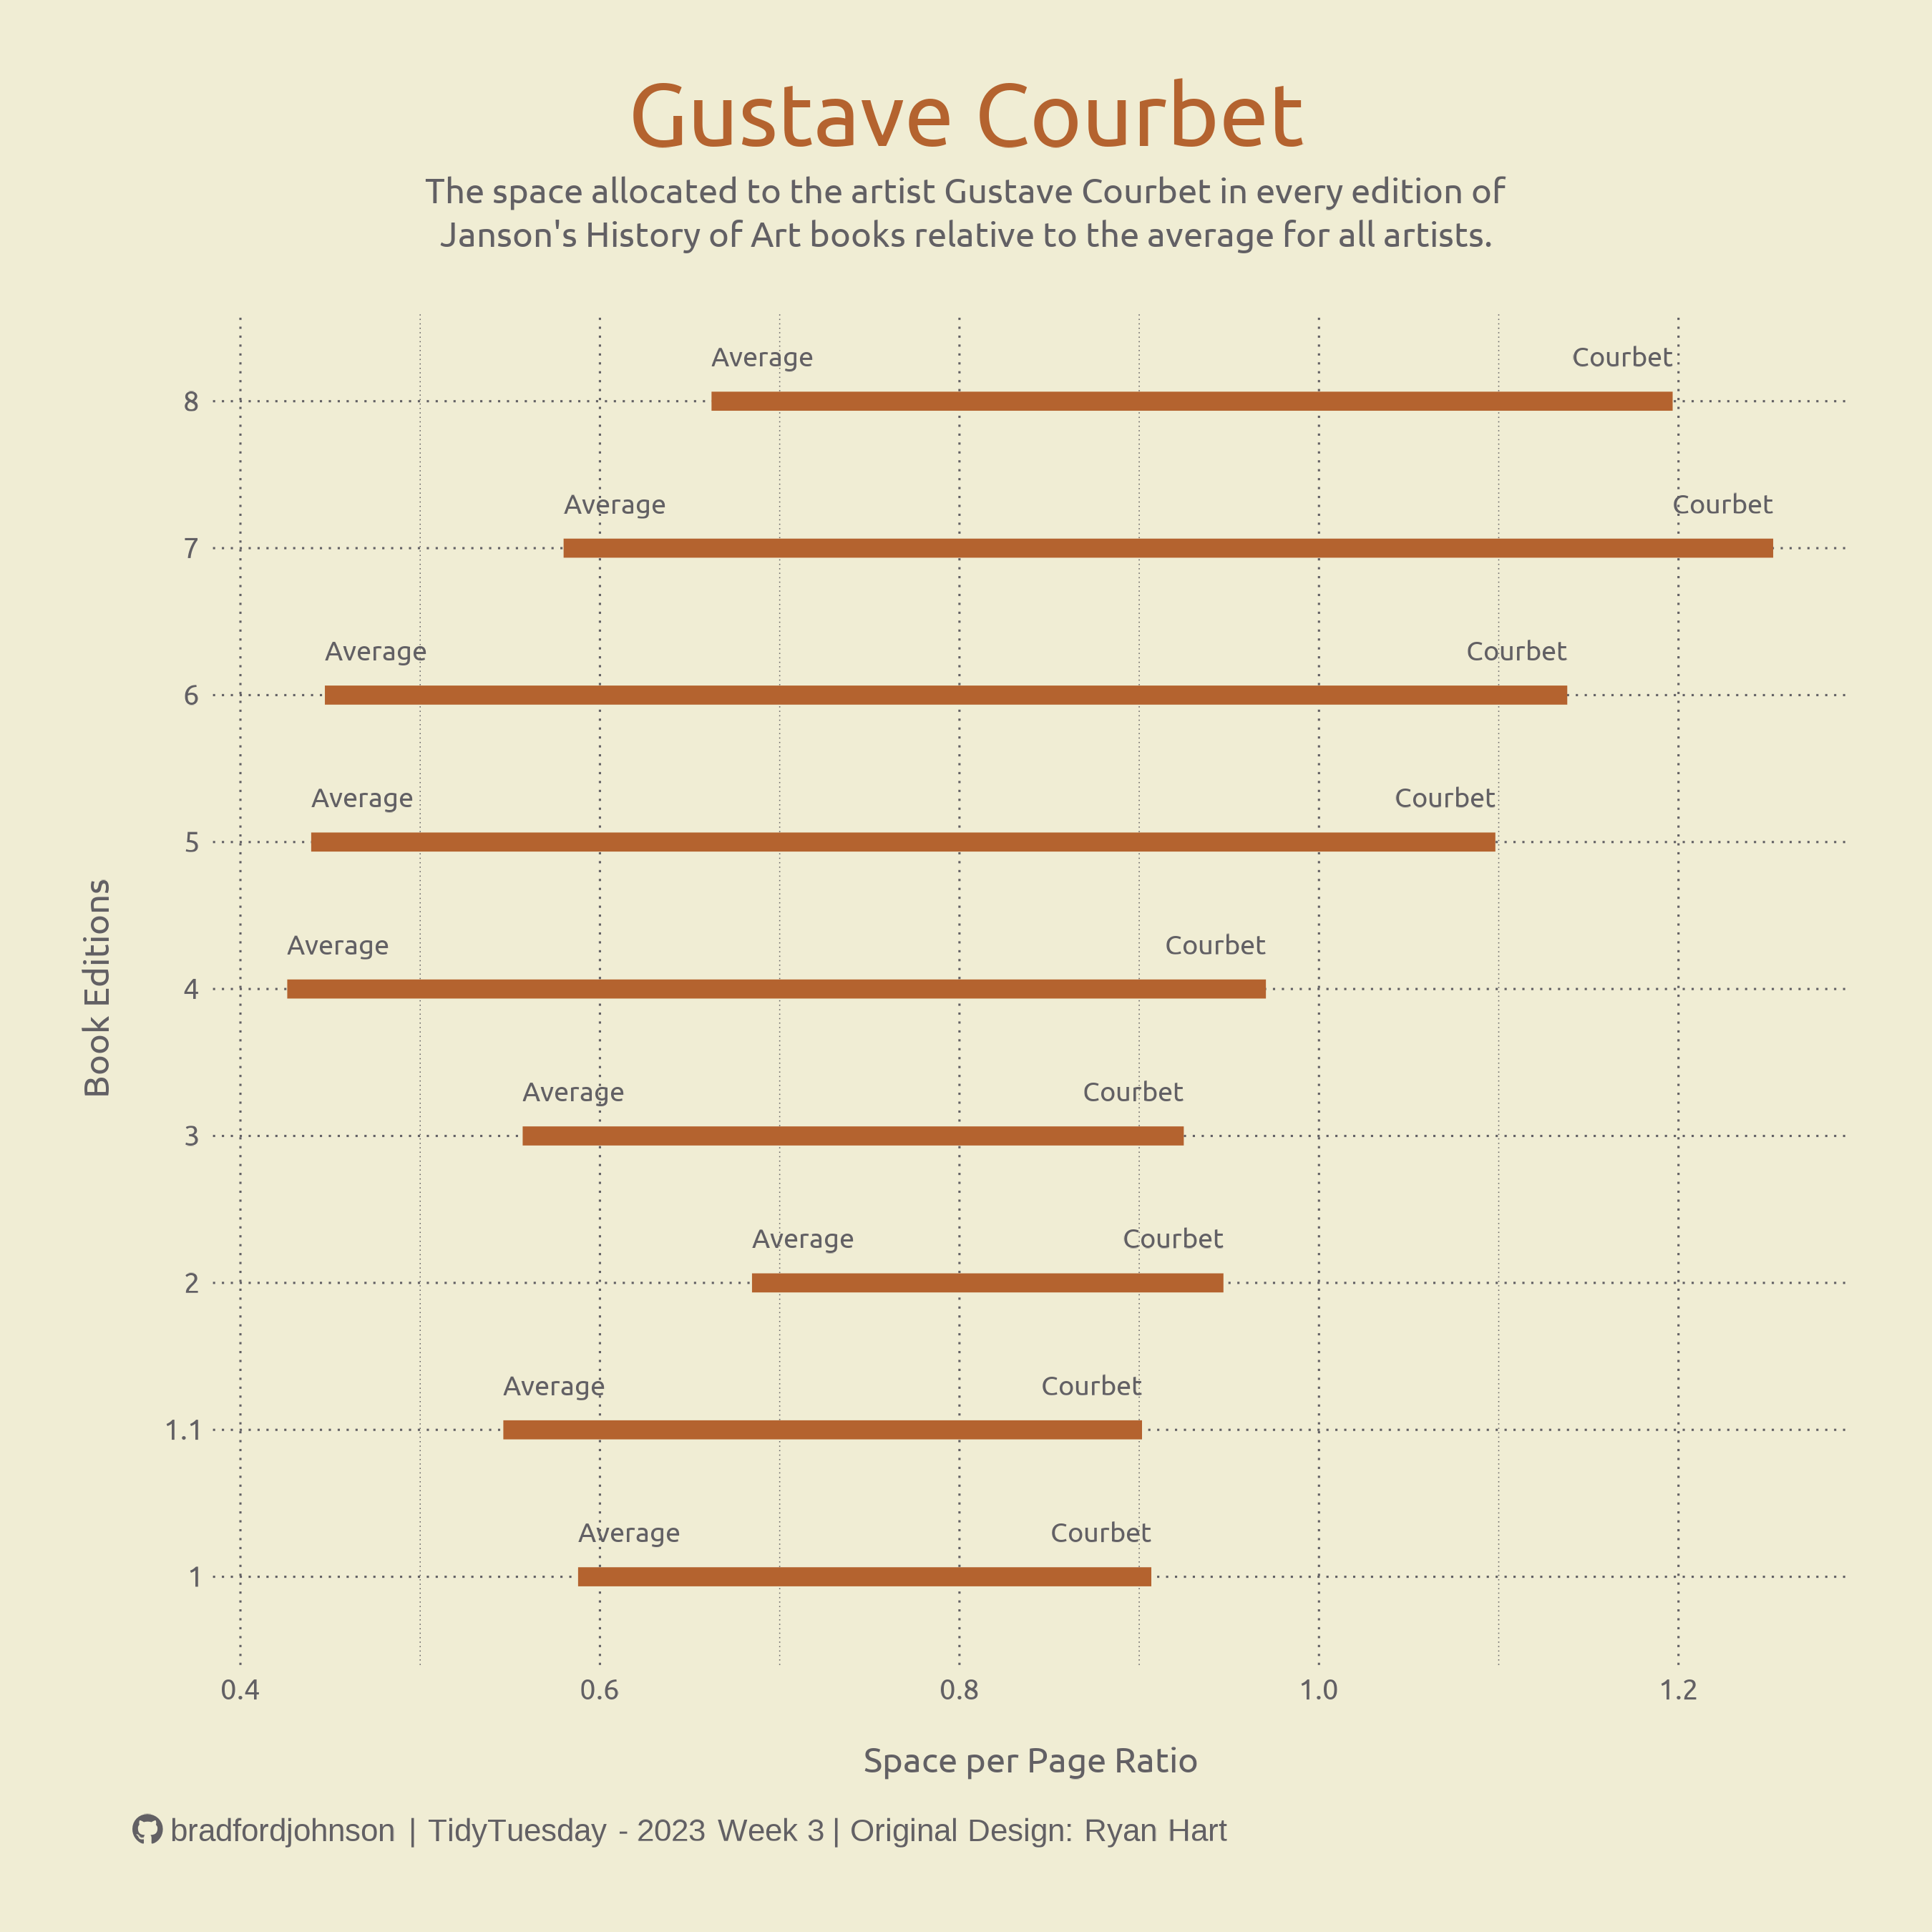 Gustave Courbet
The space allocated to the artist Gustave Courbet in every edition of
Janson's History of Art books relative to the average for all artists.
Average Courbet
8
Average Courbet
7
Average Courbet
6
Average Courbet
5
Average Courbet
4
Average Courbet
3
Average Courbet
2
Average Courbet
1.1
Average Courbet
1
Book Editions
0.4 0.6 0.8 1.0 1.2
Space per Page Ratio
bradfordjohnson | TidyTuesday - 2023 Week 3 | Original Design: Ryan Hart